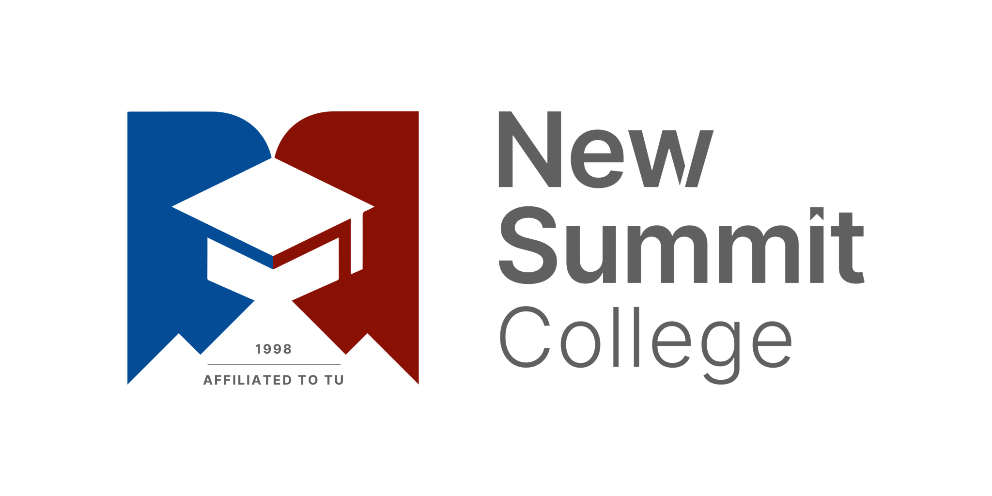 1998
AFFILIATED TO TU
New
Summit
College